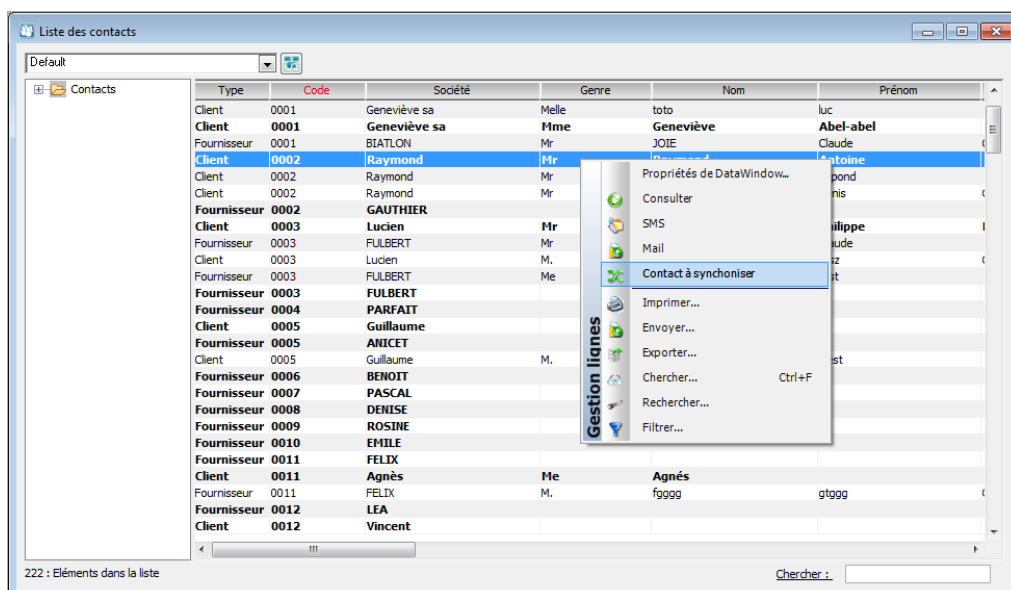 Liste des contacts
Default
Contacts
Type Code Société Genre Nom Prénom
Client 0001 Geneviève sa Melle toto luc
Client 0001 Geneviève sa Mme Geneviève Abel-abel
Fournisseur 0001 BIATLON Mr JOIE Claude
Client 0002 Raymond Mr Raymond Antoine
Client 0002 Raymond Mr
Client 0002 Raymond Mr
Fournisseur 0002 GAUTHIER
Client 0003 Lucien Mr
Fournisseur 0003 FULBERT Mr
Client 0003 Lucien M.
Fournisseur 0003 FULBERT Me
Fournisseur 0003 FULBERT
Fournisseur 0004 PARFAIT
Client 0005 Guillaume
Fournisseur 0005 ANICET
Client 0005 Guillaume M.
Fournisseur 0006 BENOIT
Fournisseur 0007 PASCAL
Fournisseur 0008 DENISE
Fournisseur 0009 ROSINE
Fournisseur 0010 EMILE
Fournisseur 0011 FELIX
Client 0011 Agnès Me Agnés
Fournisseur 0011 FELIX M. fgggg gtggg
Fournisseur 0012 LEA
Client 0012 Vincent
Gestion lignes
Propriétés de DataWindow...
Consulter
SMS
Mail
Contact à synchoniser
Imprimer...
Envoyer...
Exporter...
Chercher... Ctrl+F
Rechercher...
Filtrer...
222 : Eléments dans la liste
Chercher :